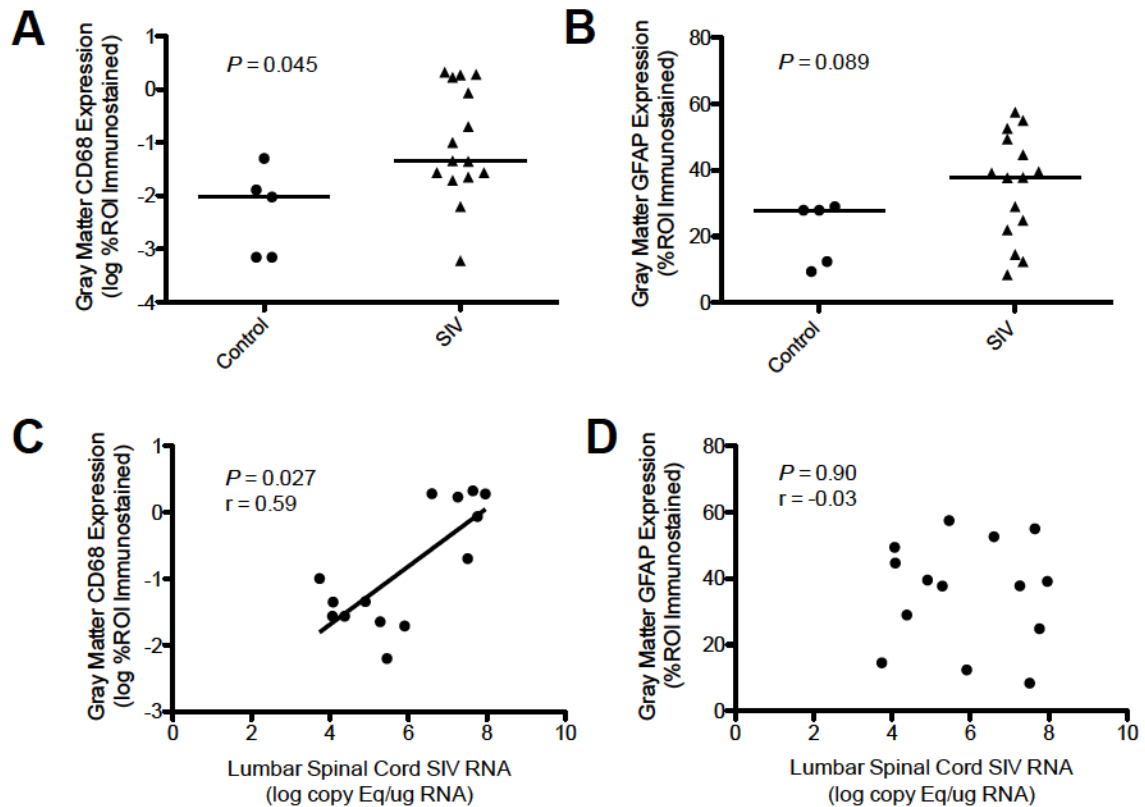 A
Gray Matter CD68 Expression
(log %ROI Immunostained)
1
0
-1
-2
-3
-4
P = 0.045
Control
SIV
B
Gray Matter GFAP Expression
(%ROI Immunostained)
80
60
40
20
0
P = 0.089
Control
SIV
C
Gray Matter CD68 Expression
(log %ROI Immunostained)
1
0
-1
-2
-3
P = 0.027
r = 0.59
0 2 4 6 8 10
Lumbar Spinal Cord SIV RNA
(log copy Eq/ug RNA)
D
Gray Matter GFAP Expression
(%ROI Immunostained)
80
60
40
20
0
P = 0.90
r = -0.03
0 2 4 6 8 10
Lumbar Spinal Cord SIV RNA
(log copy Eq/ug RNA)